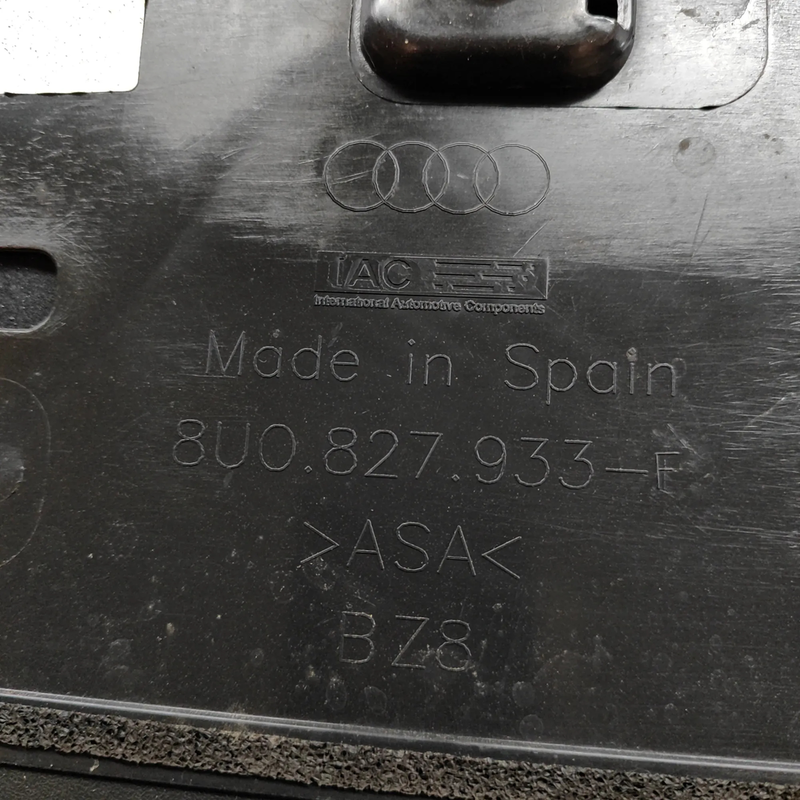 IAC
International Automotive Components
Made in Spain
8U0.827.933-F
>ASA<
BZ8